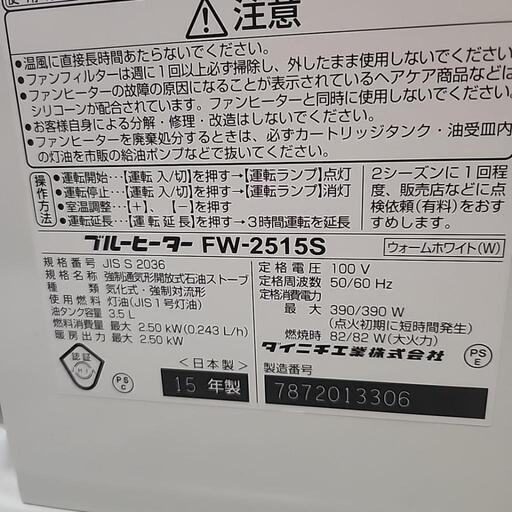 注意
●温風に直接長時間あたらないでください。
●ファンフィルターは週に1回以上必ず掃除し、外したまま使用しないでください。
●ファンヒーターの故障の原因になることが表示されているヘアケア商品などは
シリコーンが配合されています。ファンヒーターと同時に使用しないでください。
●お客様自身による分解・修理・改造はしないでください。
●ファンヒーターを廃棄処分するときは、必ずカートリッジタンク・油受皿内
の灯油を市販の給油ポンプなどで抜いてください。
操作方法
●運転開始…【運転 入/切】を押す→【運転ランプ】点灯
●運転停止…【運転 入/切】を押す→【運転ランプ】消灯
●室温調整…【＋】、【－】を押す
●運転延長…【運転延長】を押す→3時間運転を延長
2シーズンに1回程
度、販売店などに点
検依頼(有料)をおす
すめします。
ブルーヒーター FW-2515S
ウォームホワイト(W)
規格番号 JIS S 2036
規格種類 強制通気形開放式石油ストーブ
種類 気化式・強制対流形
使用燃料 灯油(JIS1号灯油)
油タンク容量 3.5 L
燃料消費量 最大 2.50 kW(0.243 L/h)
暖房出力 最大 2.50 kW
定格電圧 100 V
定格周波数 50/60 Hz
定格消費電力
最大 390/390 W
(点火初期に短時間発生)
燃焼時 82/82 W(大火力)
ダイニチ工業株式会社
認証
PS
C
<日本製>
15 年製
製造番号
7872013306
PS
E